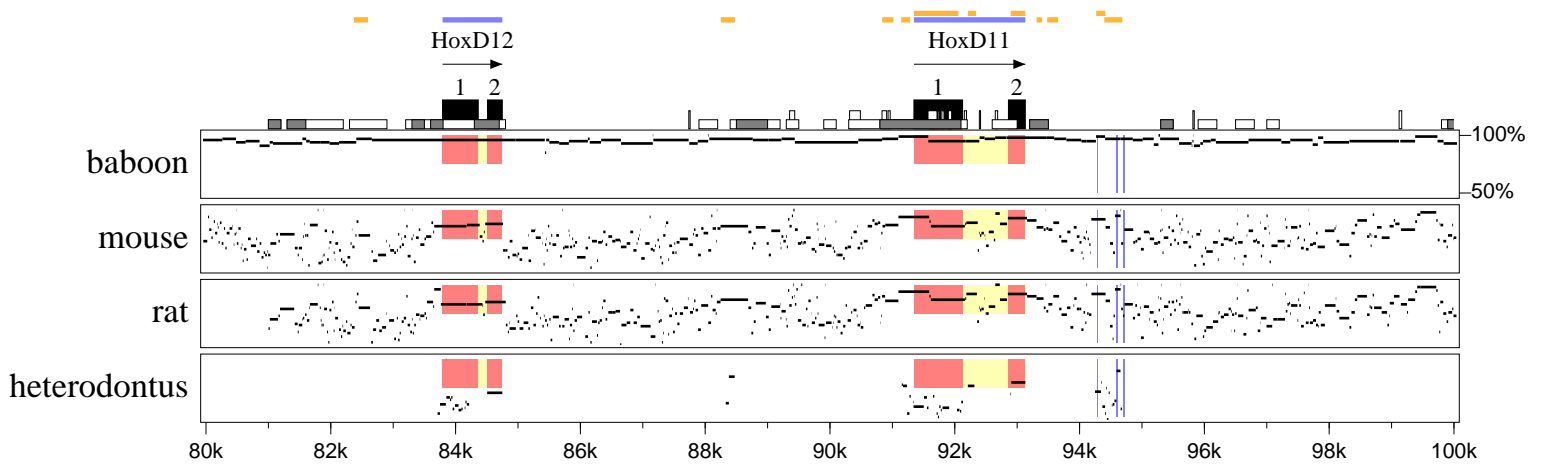 HoxD12 HoxD11
1 2 1 2
100%
baboon
50%
mouse
rat
heterodontus
80k 82k 84k 86k 88k 90k 92k 94k 96k 98k 100k